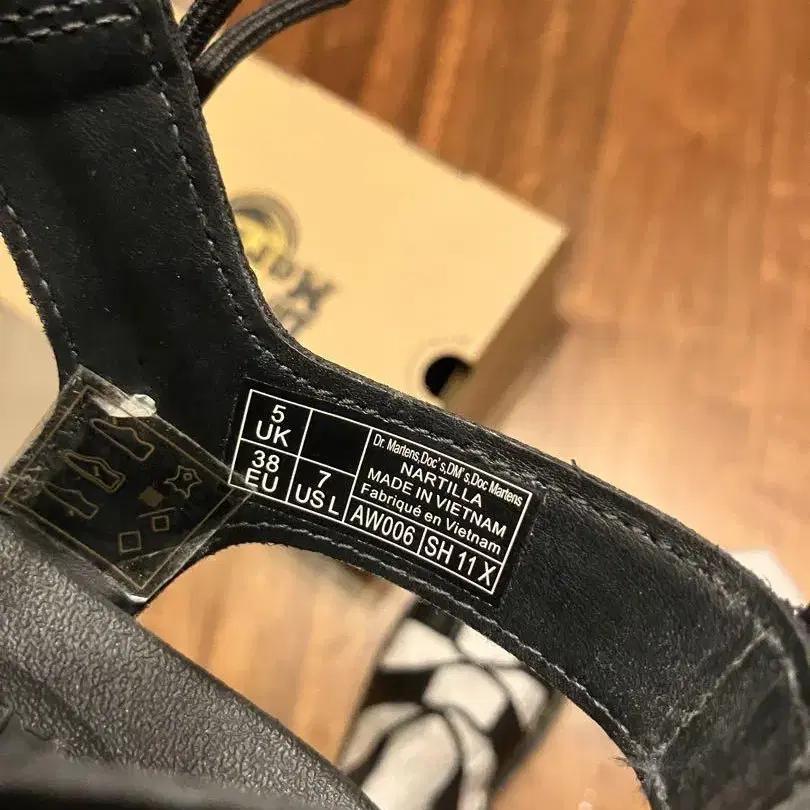 5
UK
38
EU
7
US L
Dr. Martens,Doc's,DM's,Doc Martens
NARTILLA
MADE IN VIETNAM
Fabriqué en Vietnam
AW006
SH 11 X